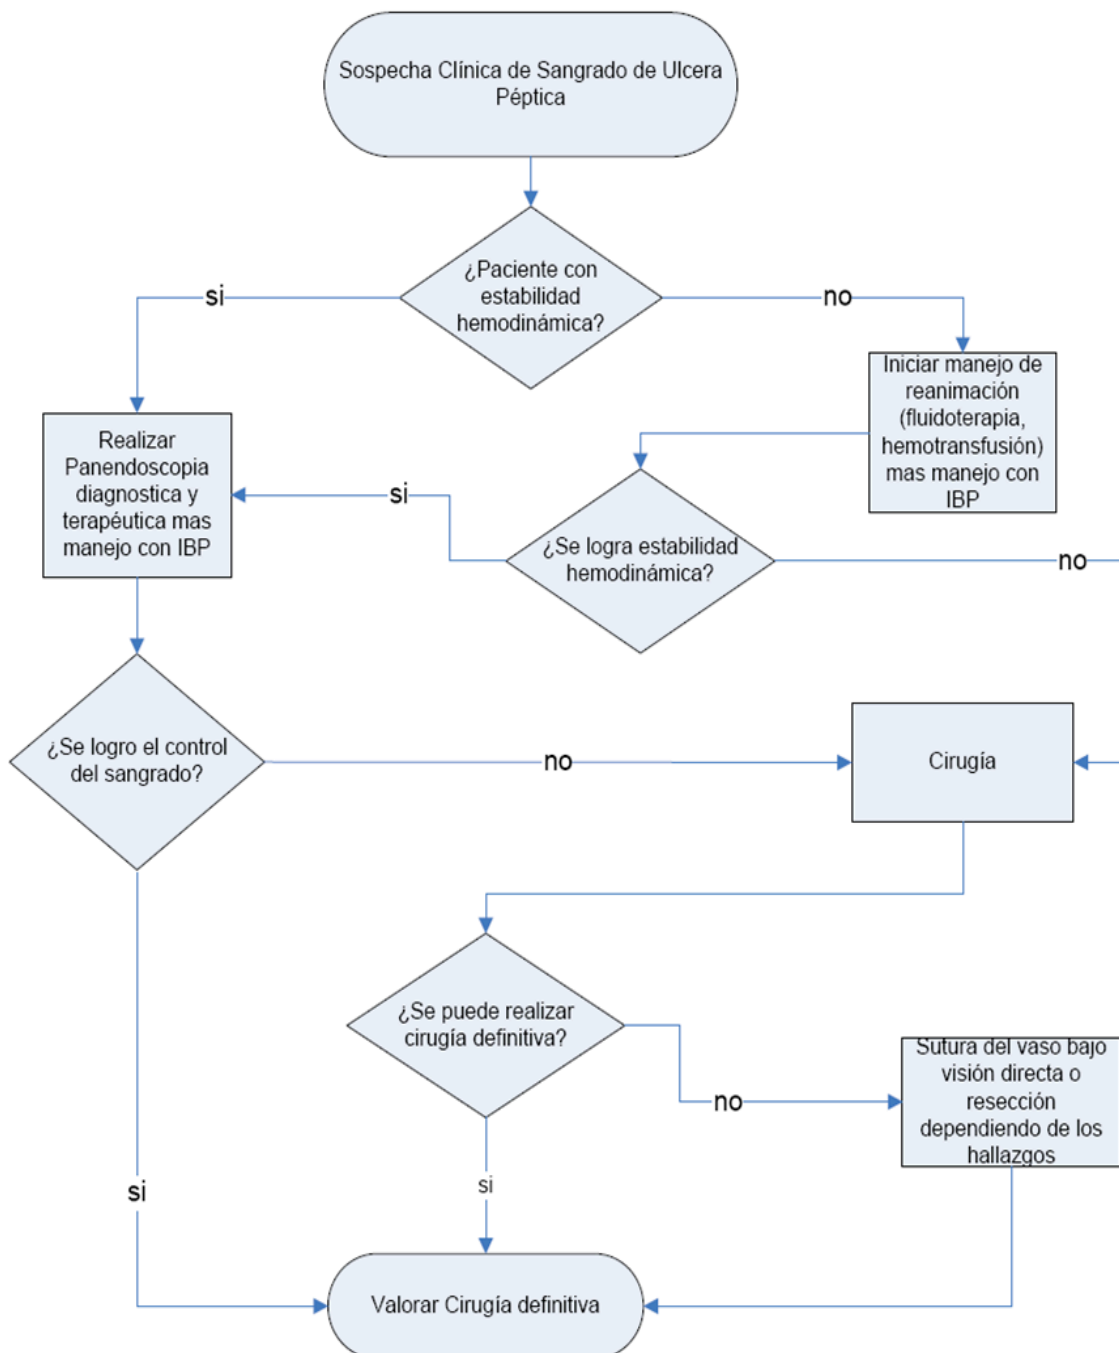 Sospecha Clínica de Sangrado de Ulcera
Péptica
¿Paciente con
estabilidad
hemodinámica?
si
no
Iniciar manejo de
reanimación
(fluidoterapia,
hemotransfusión)
mas manejo con
IBP
Realizar
Panendoscopia
diagnostica y
terapéutica mas
manejo con IBP
si
¿Se logra estabilidad
hemodinámica?
no
¿Se logro el control
del sangrado?
no
Cirugía
¿Se puede realizar
cirugía definitiva?
no
Sutura del vaso bajo
visión directa o
resección
dependiendo de los
hallazgos
si
si
Valorar Cirugía definitiva